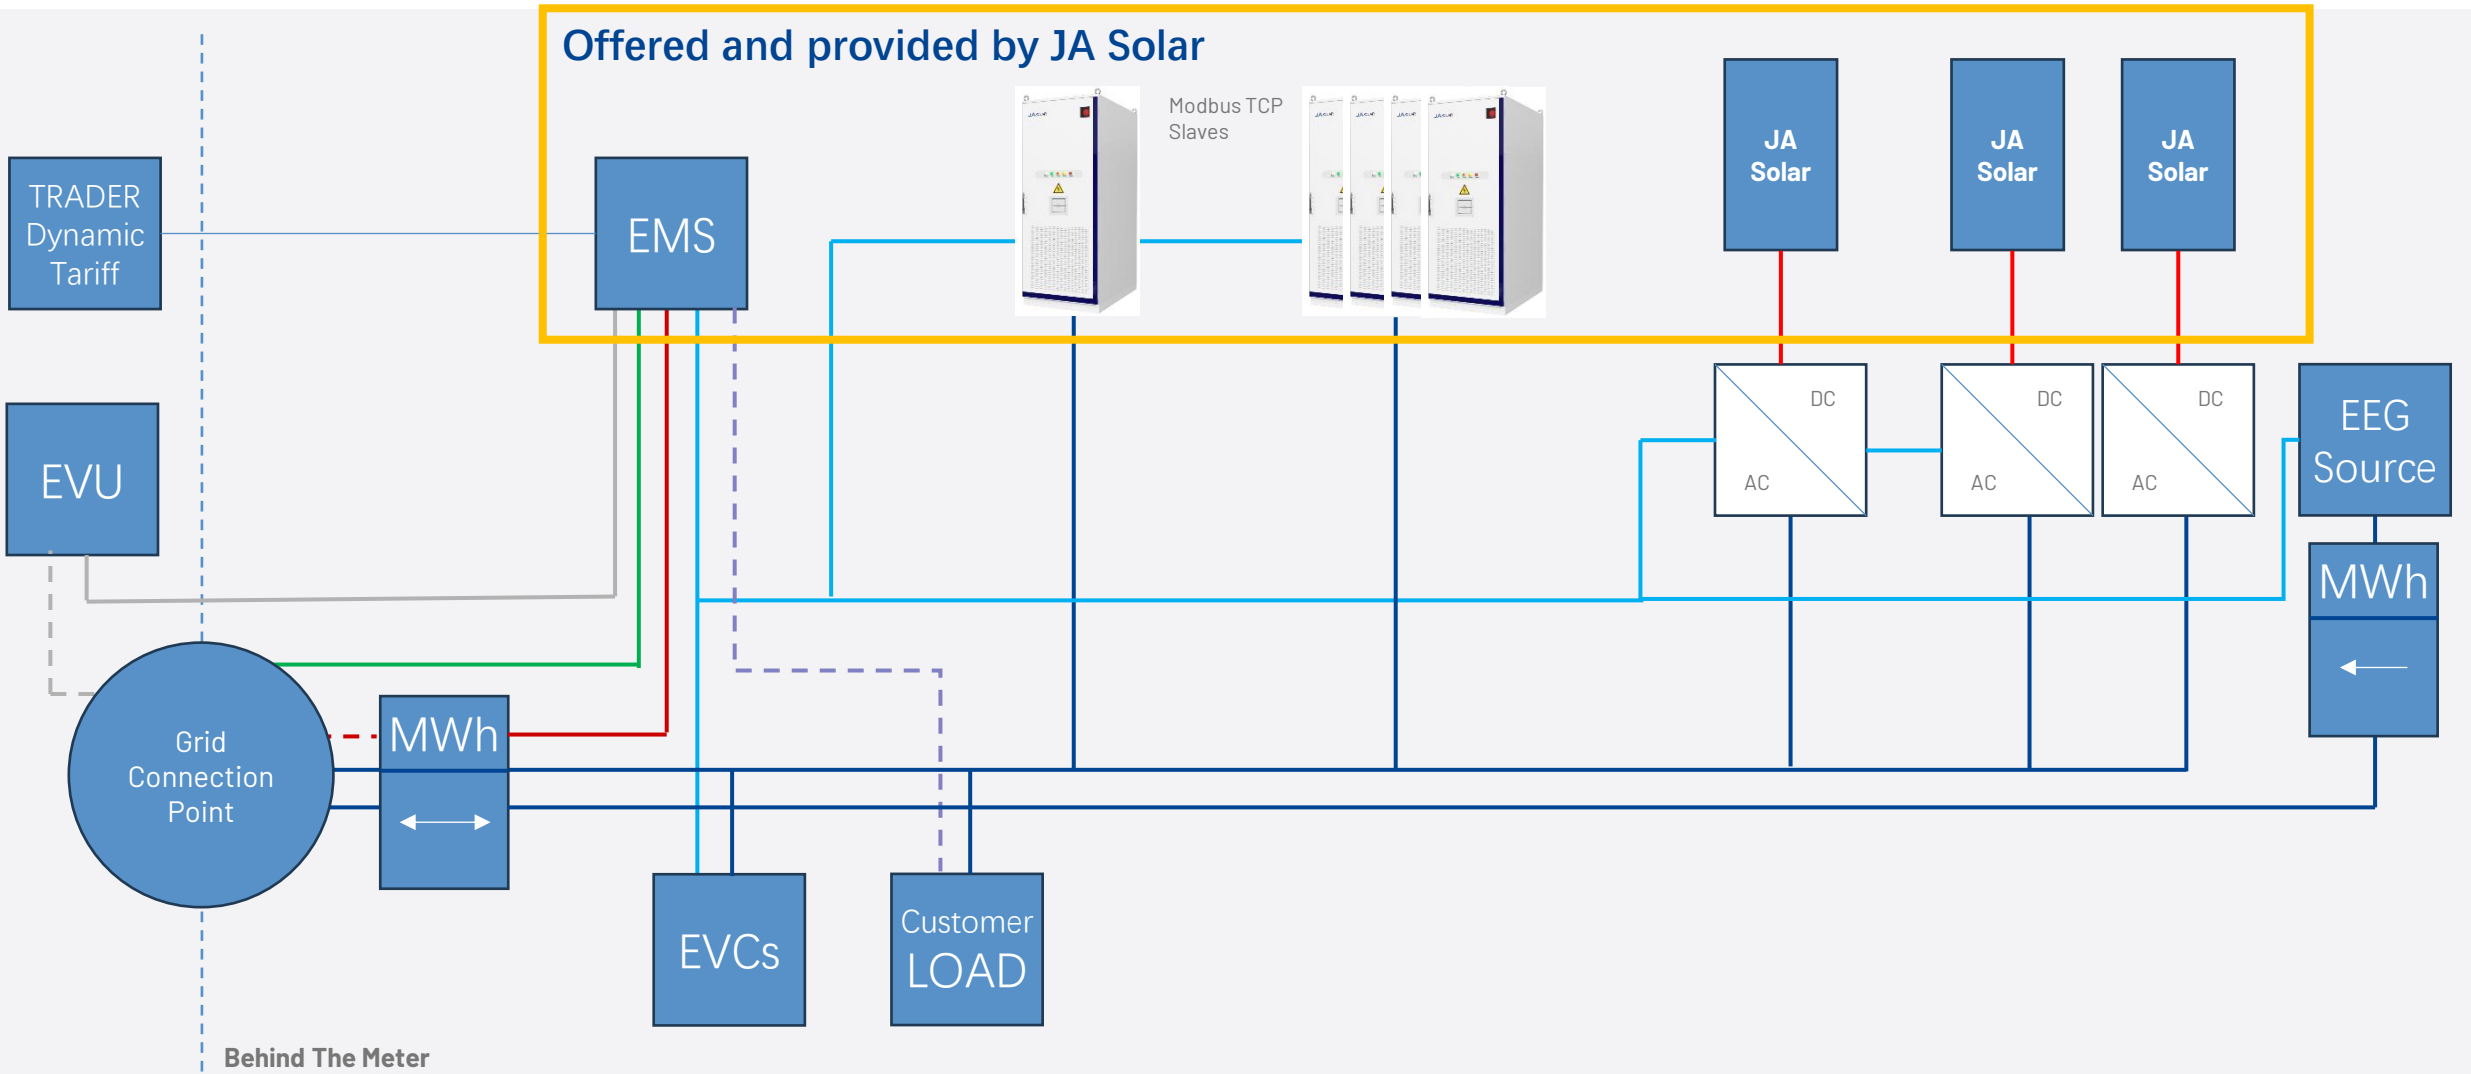 Offered and provided by JA Solar
Modbus TCP
Slaves
JA
Solar
JA
Solar
JA
Solar
TRADER
Dynamic
Tariff
EMS
DC
AC
DC
AC
DC
AC
EEG
Source
EVU
MWh
MWh
Grid
Connection
Point
EVCs
Customer
LOAD
Behind The Meter